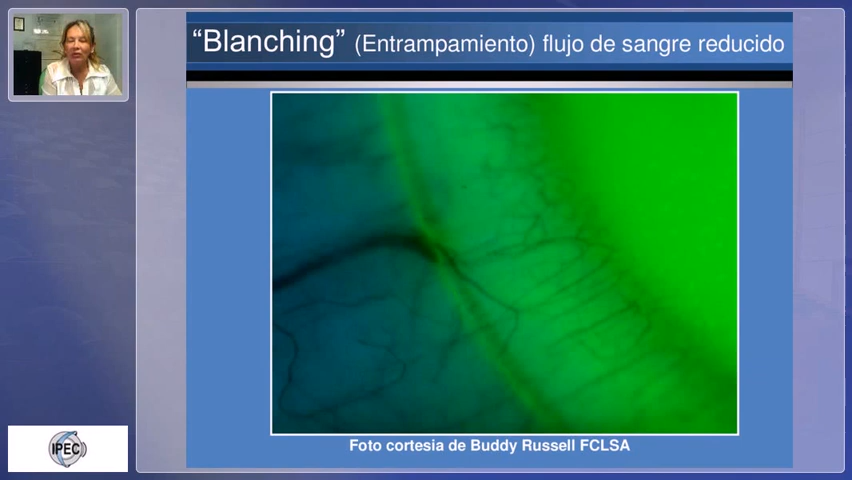 “Blanching” (Entrampamiento) flujo de sangre reducido
Foto cortesia de Buddy Russell FCLSA
IPEC